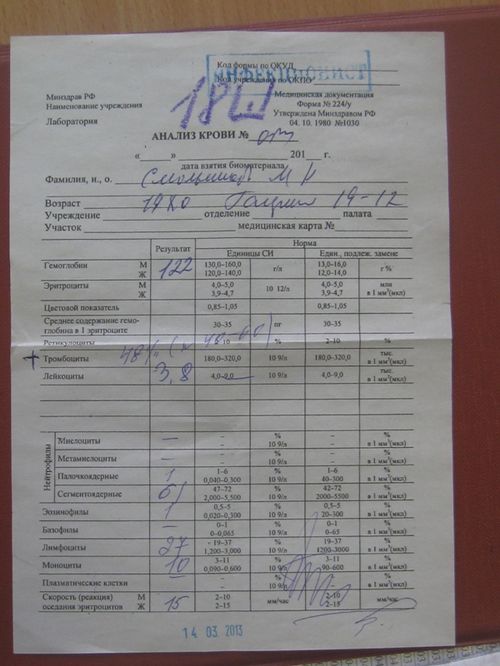 Код формы по ОКУД
Код учреждения по ОКПО
ИНФЕКЦИОНИСТ
Минздрав РФ
Медицинская документация
Наименование учреждения
Форма № 224/у
Утверждена Минздравом РФ
Лаборатория
04. 10. 1980 №1030
АНАЛИЗ КРОВИ №
«      »      201   г.
дата взятия биоматериала
Фамилия, и., о.
Возраст 1980 19-12
Учреждение отделение палата
Участок медицинская карта №
Результат Норма
Единицы СИ Един., подлеж. замене
Гемоглобин М 122 130,0–160,0 г/л 13,0–16,0 г %
Ж 120,0–140,0 12,0–14,0
Эритроциты М 4,0–5,0 10 12/л 4,0–5,0 млн
Ж 3,9–4,7 3,9–4,7 в 1 мм³(мкл)
Цветовой показатель 0,85–1,05 0,85–1,05
Среднее содержание гемоглобина в 1 эритроците 30–35 пг 30–35
Ретикулоциты 2–10 % 2–10 %
Тромбоциты 180,0–320,0 10 9/л 180,0–320,0 тыс. в 1 мм³(мкл)
Лейкоциты 3,8 4,0–9,0 10 9/л 4,0–9,0 тыс. в 1 мм³(мкл)
Нейтрофилы
Миелоциты – – % – %
– 10 9/л – в 1 мм³(мкл)
Метамиелоциты – – % – %
– 10 9/л – в 1 мм³(мкл)
Палочкоядерные 1 1–6 % 1–6 %
0,040–0,300 10 9/л 40–300 в 1 мм³(мкл)
Сегментоядерные 61 47–72 % 42–72 %
2,000–5,500 10 9/л 2000–5500 в 1 мм³(мкл)
Эозинофилы 1 0,5–5 % 0,5–5 %
0,020–0,300 10 9/л 20–300 в 1 мм³(мкл)
Базофилы – 0–1 % 0–1 %
0–0,065 10 9/л 0–65 в 1 мм³(мкл)
Лимфоциты 27 19–37 % 19–37 %
1,200–3,000 10 9/л 1200–3000 в 1 мм³(мкл)
Моноциты 10 3–11 % 3–11 %
0,090–0,600 10 9/л 90–600 в 1 мм³(мкл)
Плазматические клетки – – % – %
Скорость (реакция) М 15 2–10 мм/час 2–10 мм/час
оседания эритроцитов Ж 2–15 2–15
14 03. 2013